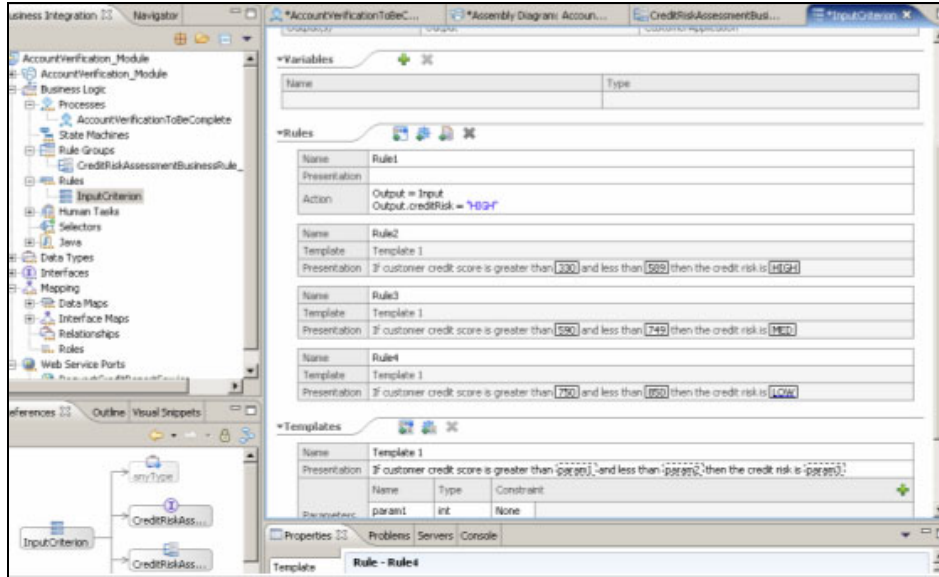 usiness Integration
Navigator
*AccountVerificationToBeC...
*Assembly Diagram: Accoun...
CreditRiskAssessmentBusi...
*InputCriterion
AccountVerification_Module
AccountVerification_Module
Business Logic
Processes
AccountVerificationToBeComplete
State Machines
Rule Groups
CreditRiskAssessmentBusinessRule_
Rules
InputCriterion
Human Tasks
Selectors
Java
Data Types
Interfaces
Mapping
Data Maps
Interface Maps
Relationships
Roles
Web Service Ports
RequestCreditReportService
eferences
Outline
Visual Snippets
anyType
CreditRiskAss...
InputCriterion
CreditRiskAss...
Output(s)
Output
CustomerApplication
Variables
Name
Type
Rules
Name Rule1
Presentation
Action Output = Input
Output.creditRisk = "HIGH"
Name Rule2
Template Template 1
Presentation If customer credit score is greater than 330 and less than 589 then the credit risk is HIGH
Name Rule3
Template Template 1
Presentation If customer credit score is greater than 590 and less than 749 then the credit risk is MED
Name Rule4
Template Template 1
Presentation If customer credit score is greater than 750 and less than 850 then the credit risk is LOW
Templates
Name Template 1
Presentation If customer credit score is greater than param1 and less than param2 then the credit risk is param3
Name Type Constraint
Parameters param1 int None
Properties
Problems
Servers
Console
Template
Rule - Rule4